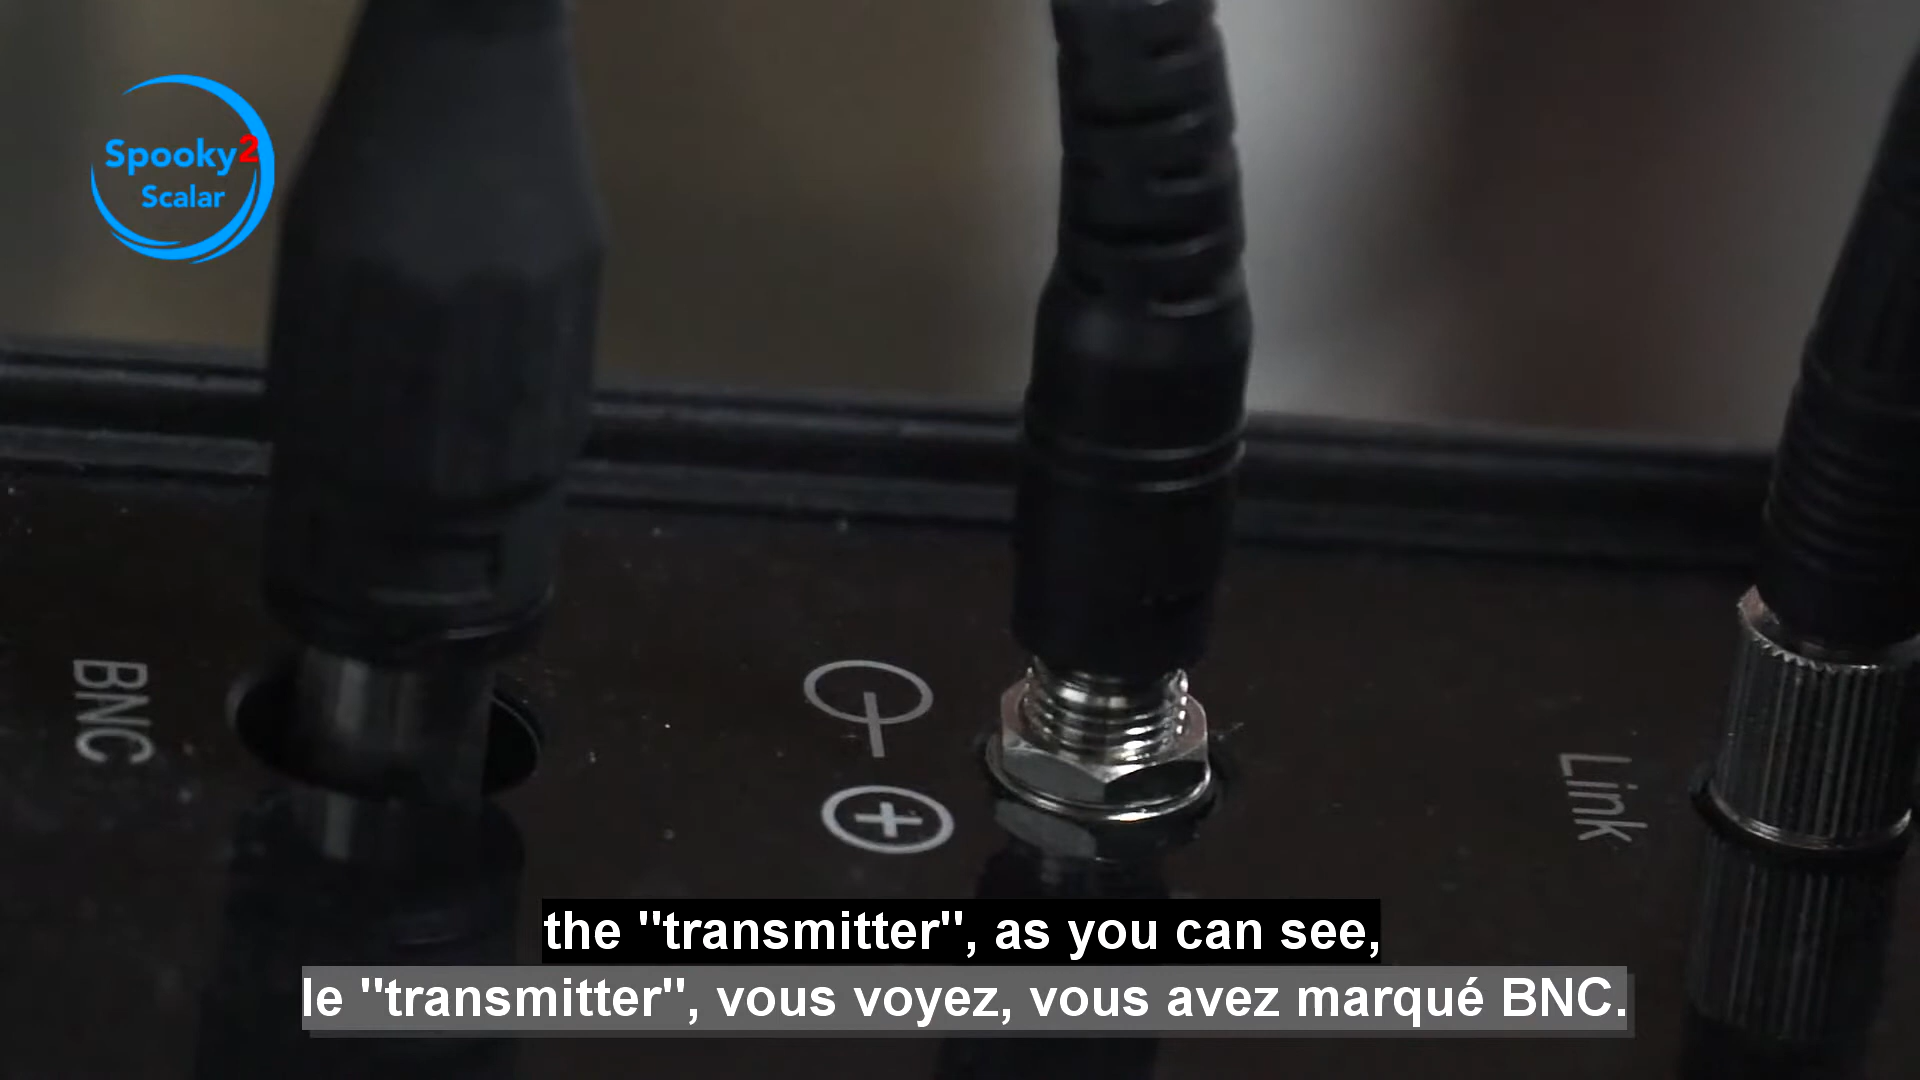 Spooky2
Scalar
BNC
Link
the "transmitter", as you can see,
le "transmitter", vous voyez, vous avez marqué BNC.